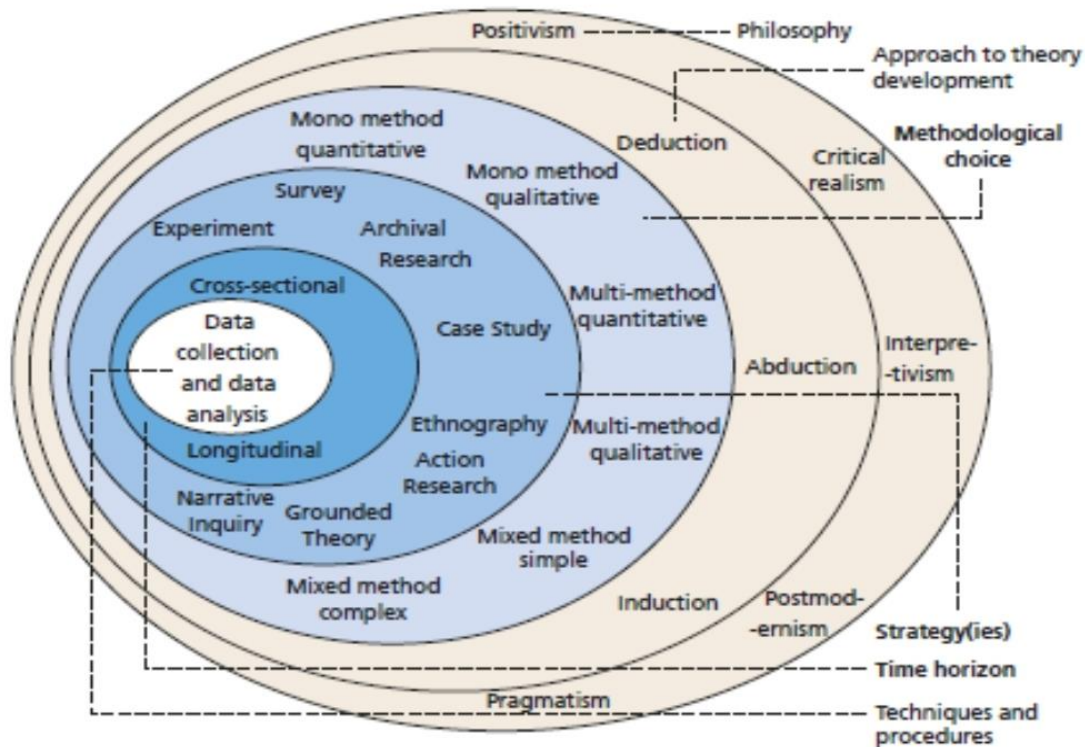 Positivism
Philosophy
Approach to theory
development
Mono method
quantitative
Deduction
Methodological
choice
Critical
realism
Mono method
qualitative
Survey
Experiment
Archival
Research
Cross-sectional
Multi-method
quantitative
Data
collection
and data
analysis
Case Study
Interpre-
-tivism
Abduction
Ethnography
Multi-method
qualitative
Longitudinal
Action
Research
Narrative
Inquiry
Grounded
Theory
Mixed method
simple
Mixed method
complex
Induction
Postmod-
-ernism
Strategy(ies)
Time horizon
Pragmatism
Techniques and
procedures